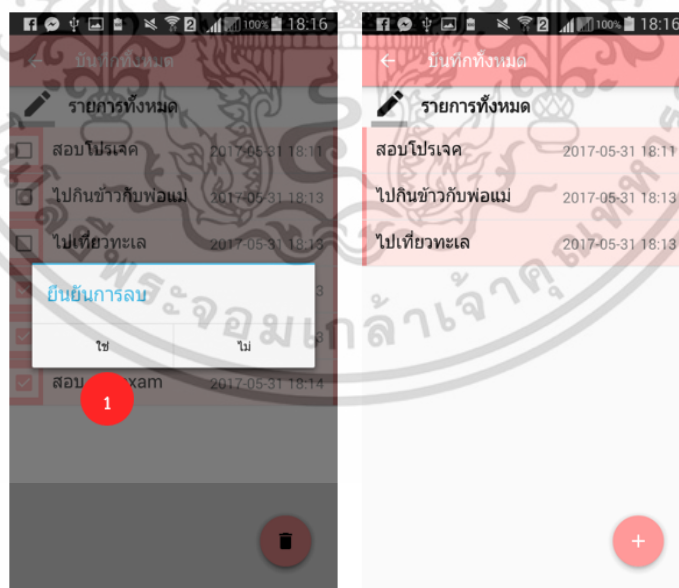 2 100% 18:16
บันทึกทั้งหมด
รายการทั้งหมด
สอบโปรเจค 2017-05-31 18:11
ไปกินข้าวกับพ่อแม่ 2017-05-31 18:13
ไปเที่ยวทะเล 2017-05-31 18:13
ยืนยันการลบ
ใช่ ไม่
สอบ xam 2017-05-31 18:14
1
2 100% 18:16
บันทึกทั้งหมด
รายการทั้งหมด
สอบโปรเจค 2017-05-31 18:11
ไปกินข้าวกับพ่อแม่ 2017-05-31 18:13
ไปเที่ยวทะเล 2017-05-31 18:13